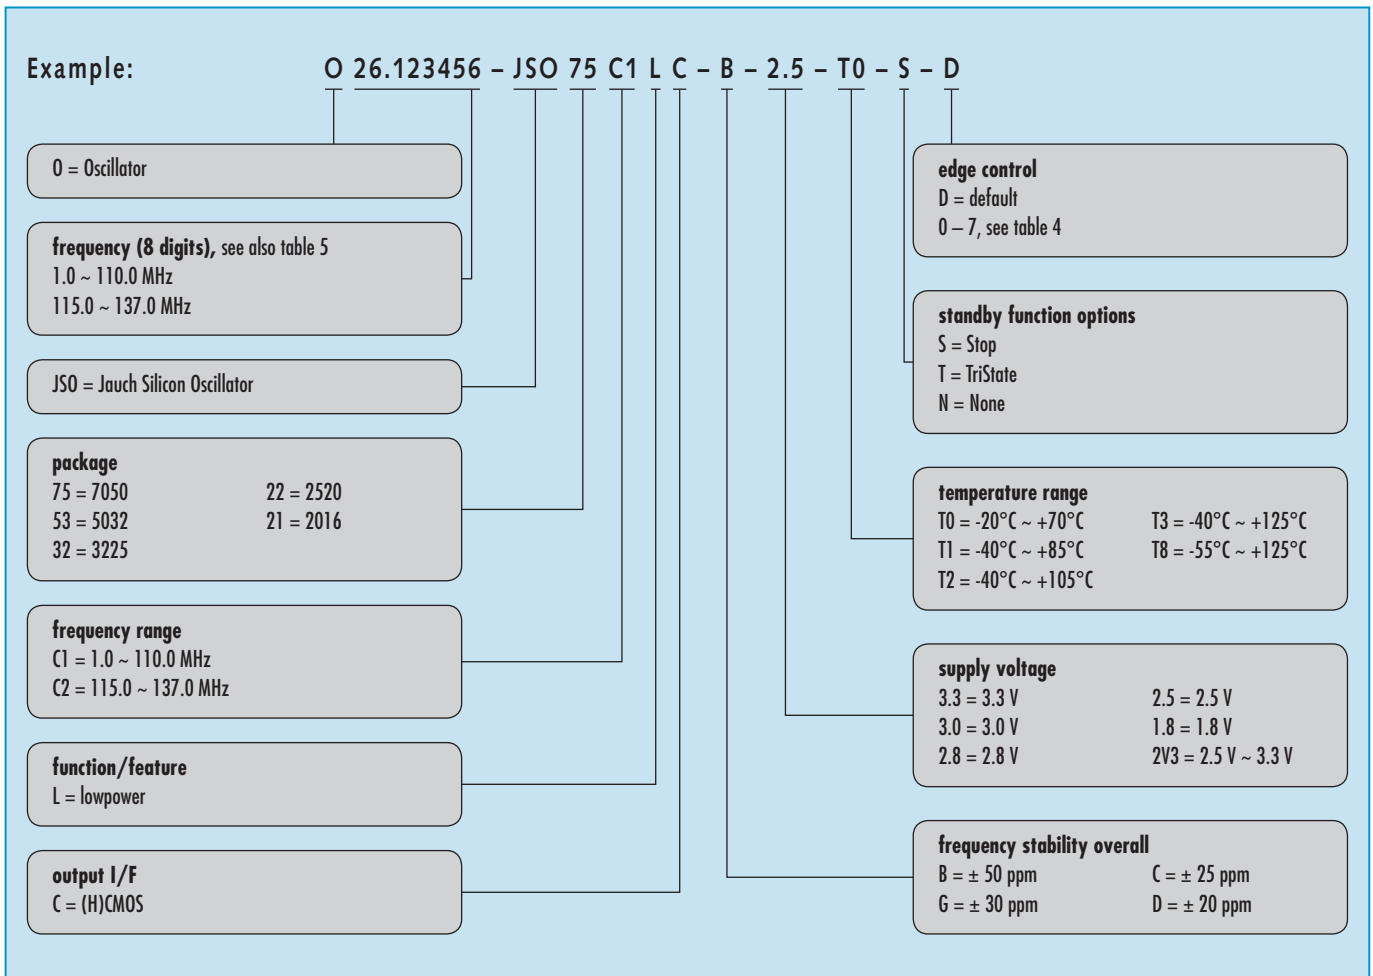 Example: O 26.123456 – JSO 75 C1 L C – B – 2.5 – T0 – S – D
O = Oscillator
frequency (8 digits), see also table 5
1.0 ~ 110.0 MHz
115.0 ~ 137.0 MHz
JSO = Jauch Silicon Oscillator
package
75 = 7050 22 = 2520
53 = 5032 21 = 2016
32 = 3225
frequency range
C1 = 1.0 ~ 110.0 MHz
C2 = 115.0 ~ 137.0 MHz
function/feature
L = lowpower
output I/F
C = (H)CMOS
edge control
D = default
0 – 7, see table 4
standby function options
S = Stop
T = TriState
N = None
temperature range
T0 = -20°C ~ +70°C T3 = -40°C ~ +125°C
T1 = -40°C ~ +85°C T8 = -55°C ~ +125°C
T2 = -40°C ~ +105°C
supply voltage
3.3 = 3.3 V 2.5 = 2.5 V
3.0 = 3.0 V 1.8 = 1.8 V
2.8 = 2.8 V 2V3 = 2.5 V ~ 3.3 V
frequency stability overall
B = ± 50 ppm C = ± 25 ppm
G = ± 30 ppm D = ± 20 ppm